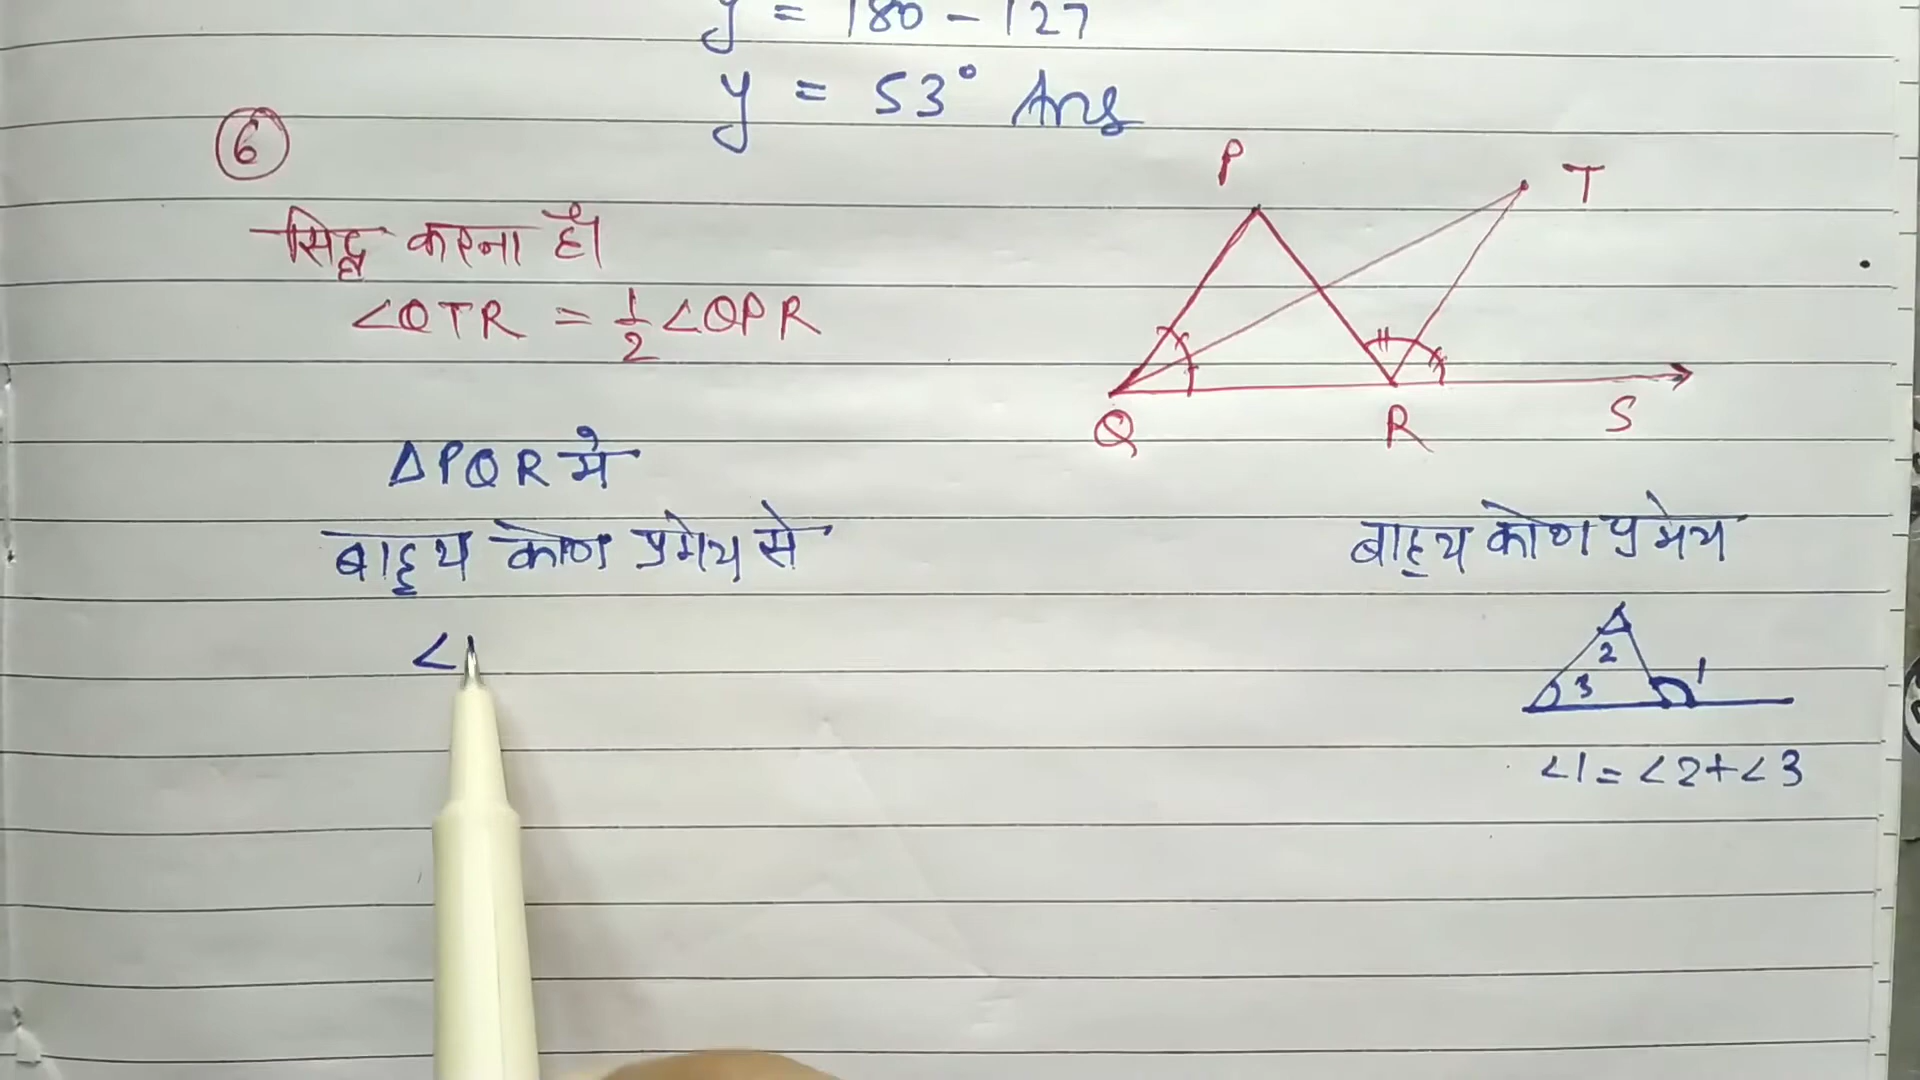 y = 180 - 127
y = 53° Ans
6
सिद्ध करना है।
∠QTR = 1/2 ∠QPR
P
T
Q
R
S
ΔPQR मे
बाह्य कोण प्रमेय से
∠
बाह्य कोण प्रमेय
2
3
1
∠1 = ∠2+∠3